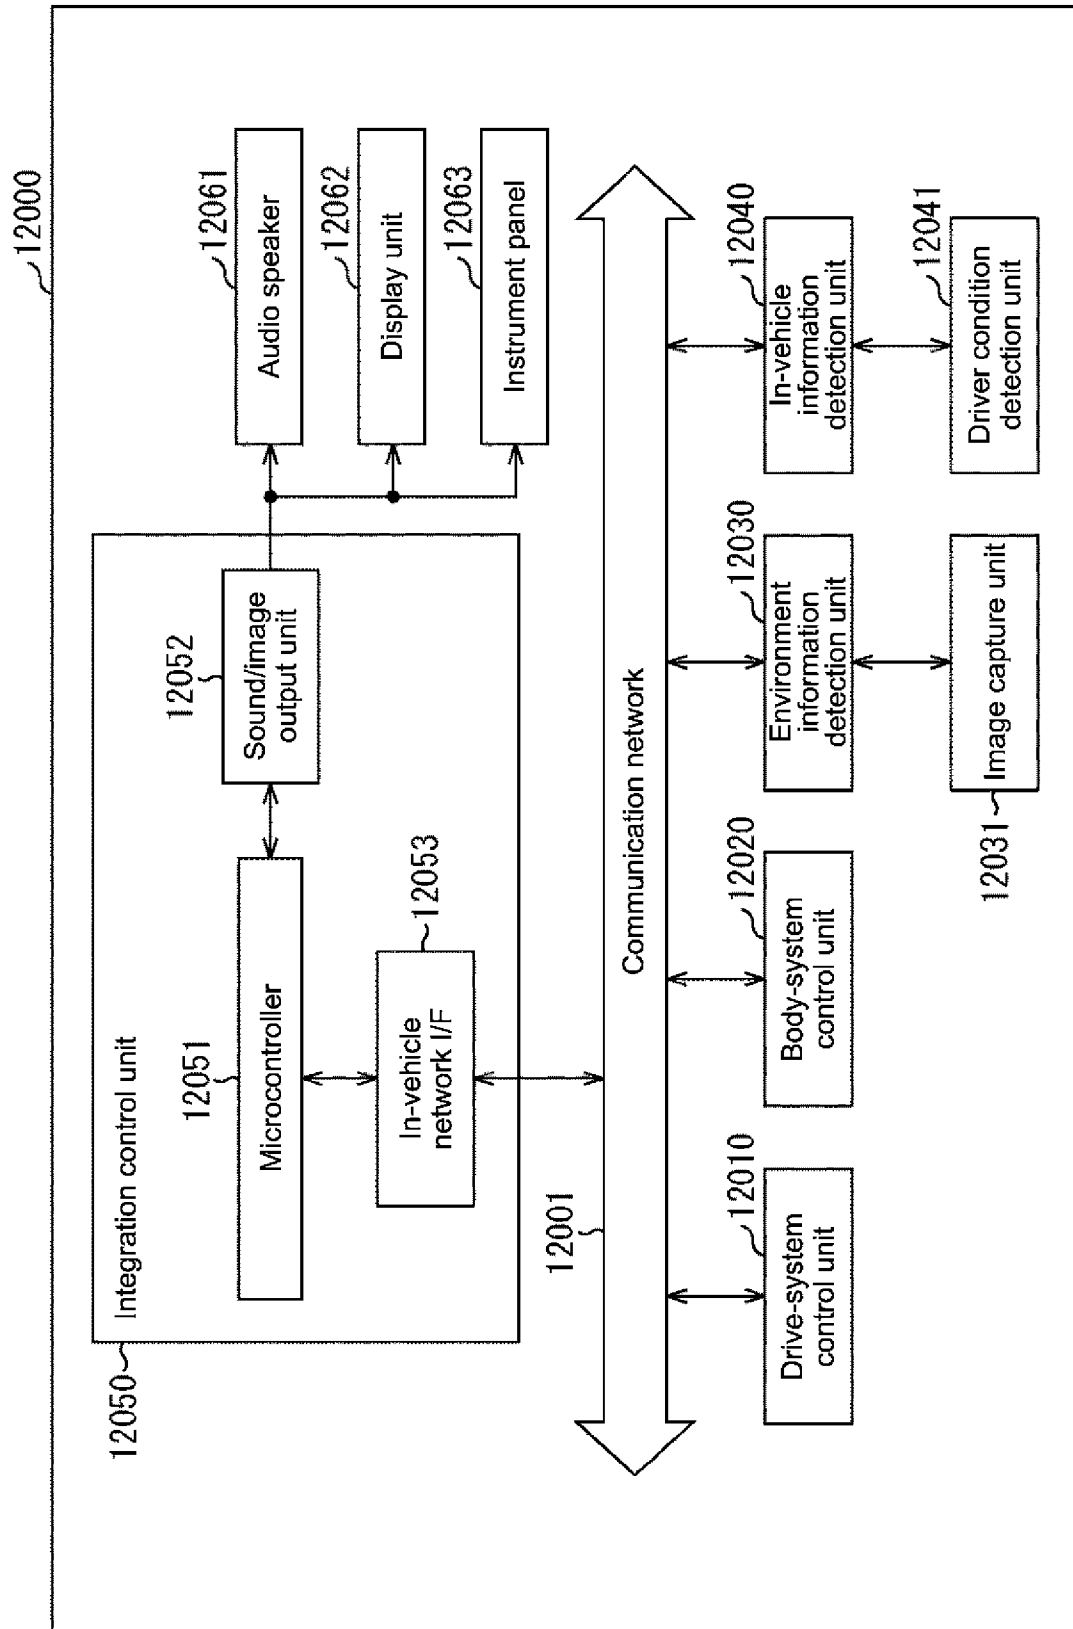 12000
12050
Integration control unit
12051
Microcontroller
12052
Sound/image
output unit
12053
In-vehicle
network I/F
12061
Audio speaker
12062
Display unit
12063
Instrument panel
12001
Communication network
12010
Drive-system
control unit
12020
Body-system
control unit
12030
Environment
information
detection unit
12040
In-vehicle
information
detection unit
12031
Image capture unit
12041
Driver condition
detection unit